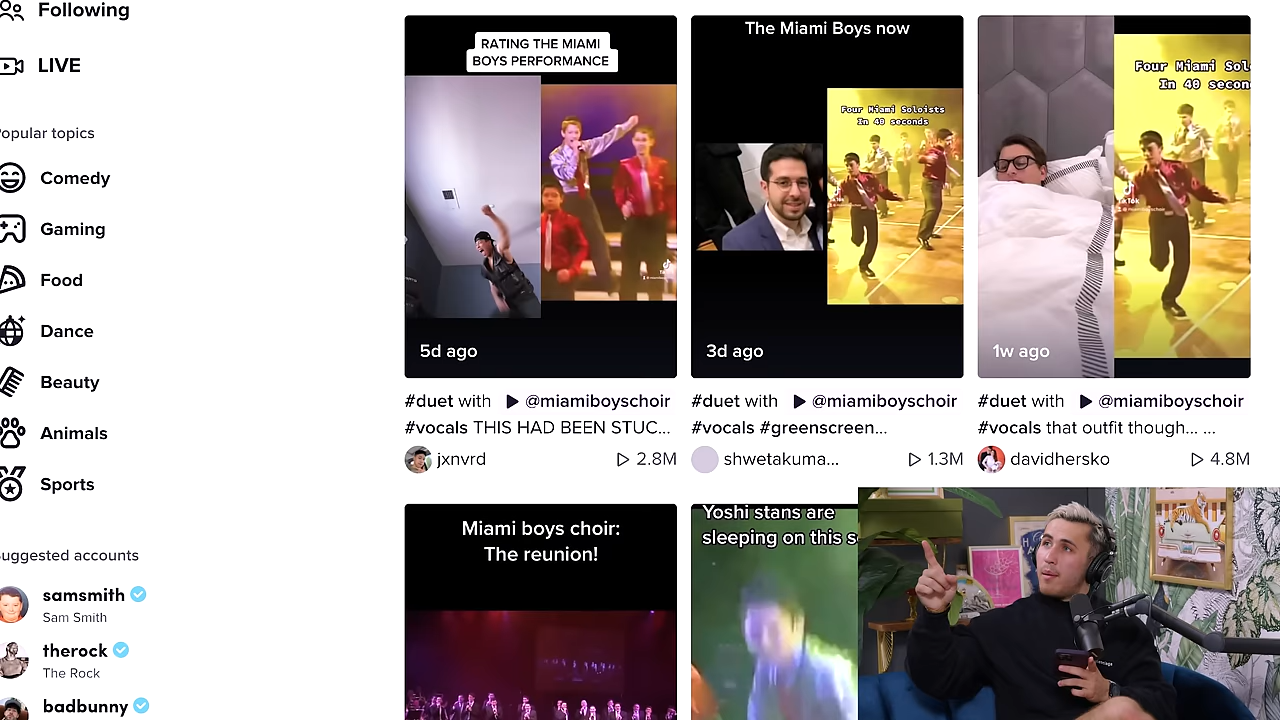 Following
LIVE
Popular topics
Comedy
Gaming
Food
Dance
Beauty
Animals
Sports
Suggested accounts
samsmith
Sam Smith
therock
The Rock
badbunny
RATING THE MIAMI
BOYS PERFORMANCE
5d ago
#duet with @miamiboyschoir
#vocals THIS HAD BEEN STUC...
jxnvrd
2.8M
The Miami Boys now
Four Miami Soloists
In 40 seconds
3d ago
#duet with @miamiboyschoir
#vocals #greenscreen...
shwetakuma...
1.3M
Four Miami Sol
In 40 secon
TikTok
1w ago
#duet with @miamiboyschoir
#vocals that outfit though... ...
davidhersko
4.8M
Miami boys choir:
The reunion!
Yoshi stans are
sleeping on this s